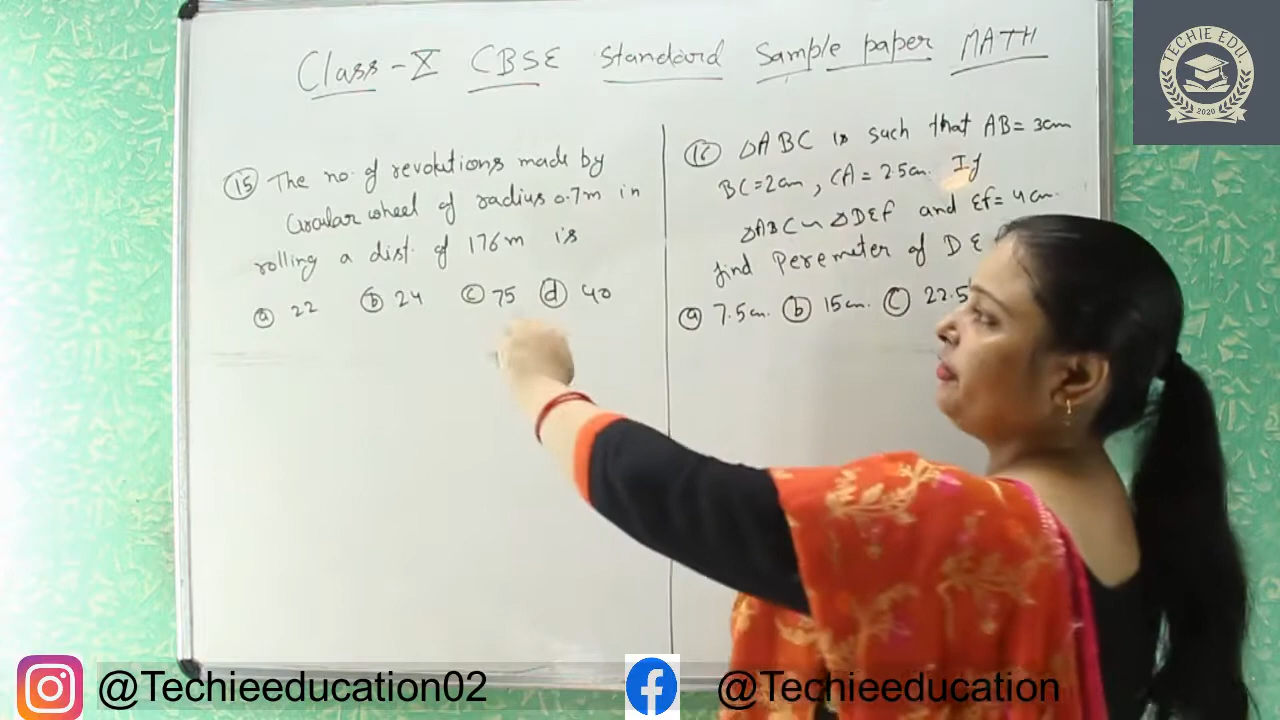 Class-X CBSE Standard Sample paper MATH
TECHIE EDU.
2020
(15) The no. of revolutions made by
Circular wheel of radius 0.7m in
rolling a dist. of 176m is
(a) 22 (b) 24 (c) 75 (d) 40
(16) △ABC is such that AB= 3cm
BC=2cm, CA= 2.5cm. If
△ABC ~ △DEf and Ef= 4cm.
find Peremeter of DE
(a) 7.5cm. (b) 15cm. (c) 22.5
@Techieeducation02
@Techieeducation